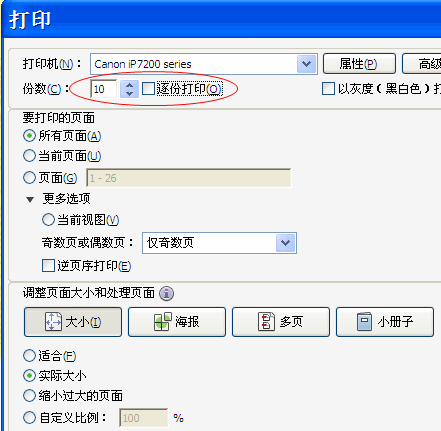 打印
打印机(N)： Canon iP7200 series 属性(P) 高级
份数(C)： 10 逐份打印(O) 以灰度（黑白色）打
要打印的页面
所有页面(A)
当前页面(U)
页面(G) 1 - 26
更多选项
当前视图(V)
奇数页或偶数页： 仅奇数页
逆页序打印(E)
调整页面大小和处理页面
大小(I) 海报 多页 小册子
适合(F)
实际大小
缩小过大的页面
自定义比例： 100 %